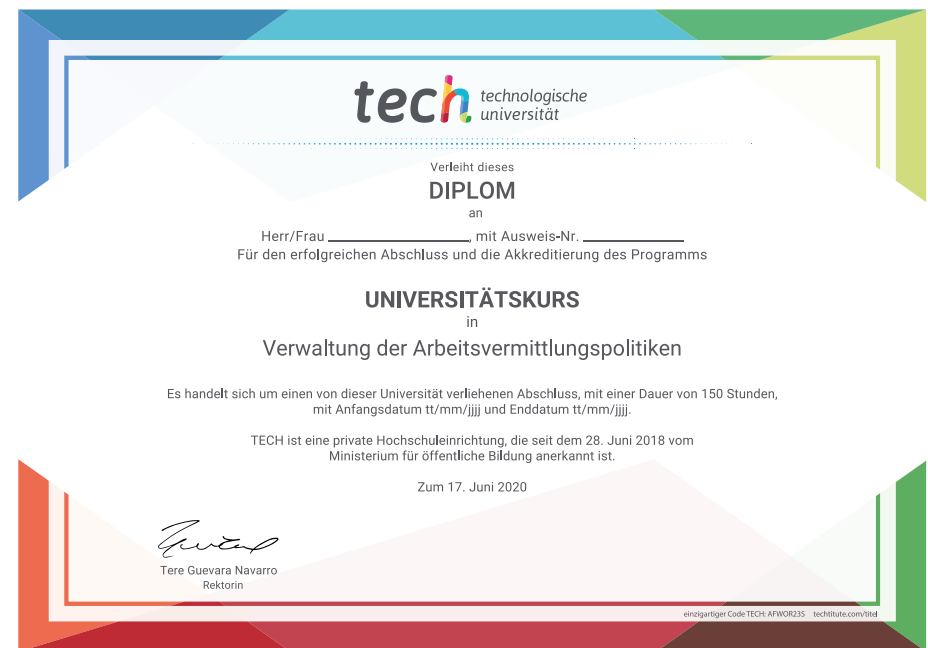 tech technologische
universität
Verleiht dieses
DIPLOM
an
Herr/Frau ____________, mit Ausweis-Nr. ____________
Für den erfolgreichen Abschluss und die Akkreditierung des Programms
UNIVERSITÄTSKURS
in
Verwaltung der Arbeitsvermittlungspolitiken
Es handelt sich um einen von dieser Universität verliehenen Abschluss, mit einer Dauer von 150 Stunden,
mit Anfangsdatum tt/mm/jjjj und Enddatum tt/mm/jjjj.
TECH ist eine private Hochschuleinrichtung, die seit dem 28. Juni 2018 vom
Ministerium für öffentliche Bildung anerkannt ist.
Zum 17. Juni 2020
Tere Guevara Navarro
Rektorin
einzigartiger Code TECH: AFWOR23S techtitute.com/titel